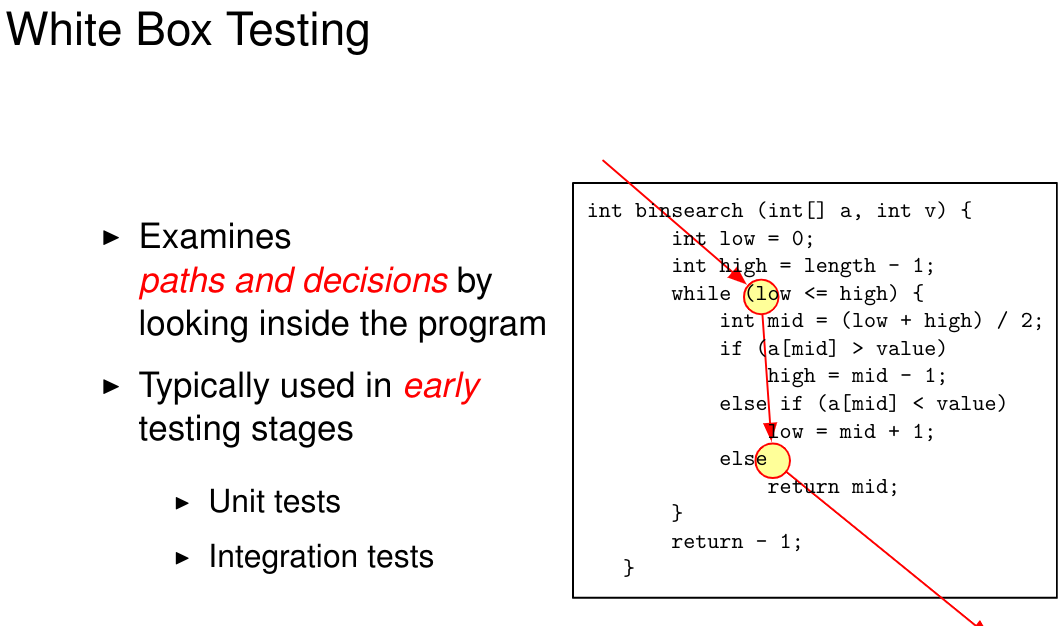 White Box Testing
▶ Examines
paths and decisions by
looking inside the program
▶ Typically used in early
testing stages
▶ Unit tests
▶ Integration tests
int binsearch (int[] a, int v) {
int low = 0;
int high = length - 1;
while (low <= high) {
int mid = (low + high) / 2;
if (a[mid] > value)
high = mid - 1;
else if (a[mid] < value)
low = mid + 1;
else
return mid;
}
return - 1;
}